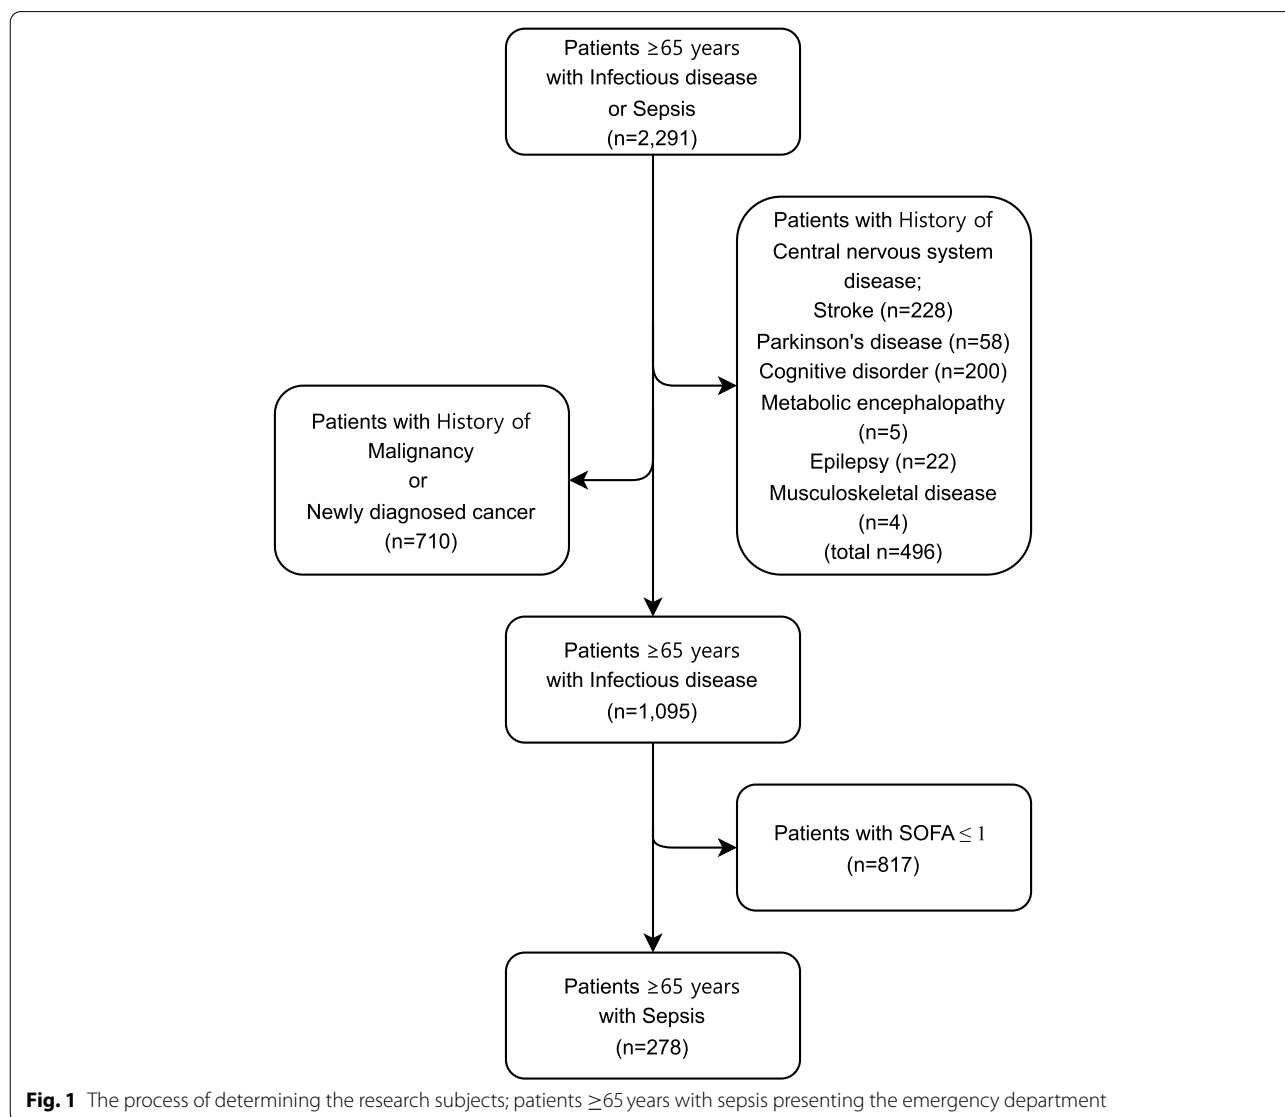 Patients ≥65 years
with Infectious disease
or Sepsis
(n=2,291)
Patients with History of
Central nervous system
disease;
Stroke (n=228)
Parkinson's disease (n=58)
Cognitive disorder (n=200)
Metabolic encephalopathy
(n=5)
Epilepsy (n=22)
Musculoskeletal disease
(n=4)
(total n=496)
Patients with History of
Malignancy
or
Newly diagnosed cancer
(n=710)
Patients ≥65 years
with Infectious disease
(n=1,095)
Patients with SOFA ≤ 1
(n=817)
Patients ≥65 years
with Sepsis
(n=278)
Fig. 1 The process of determining the research subjects; patients ≥65 years with sepsis presenting the emergency department